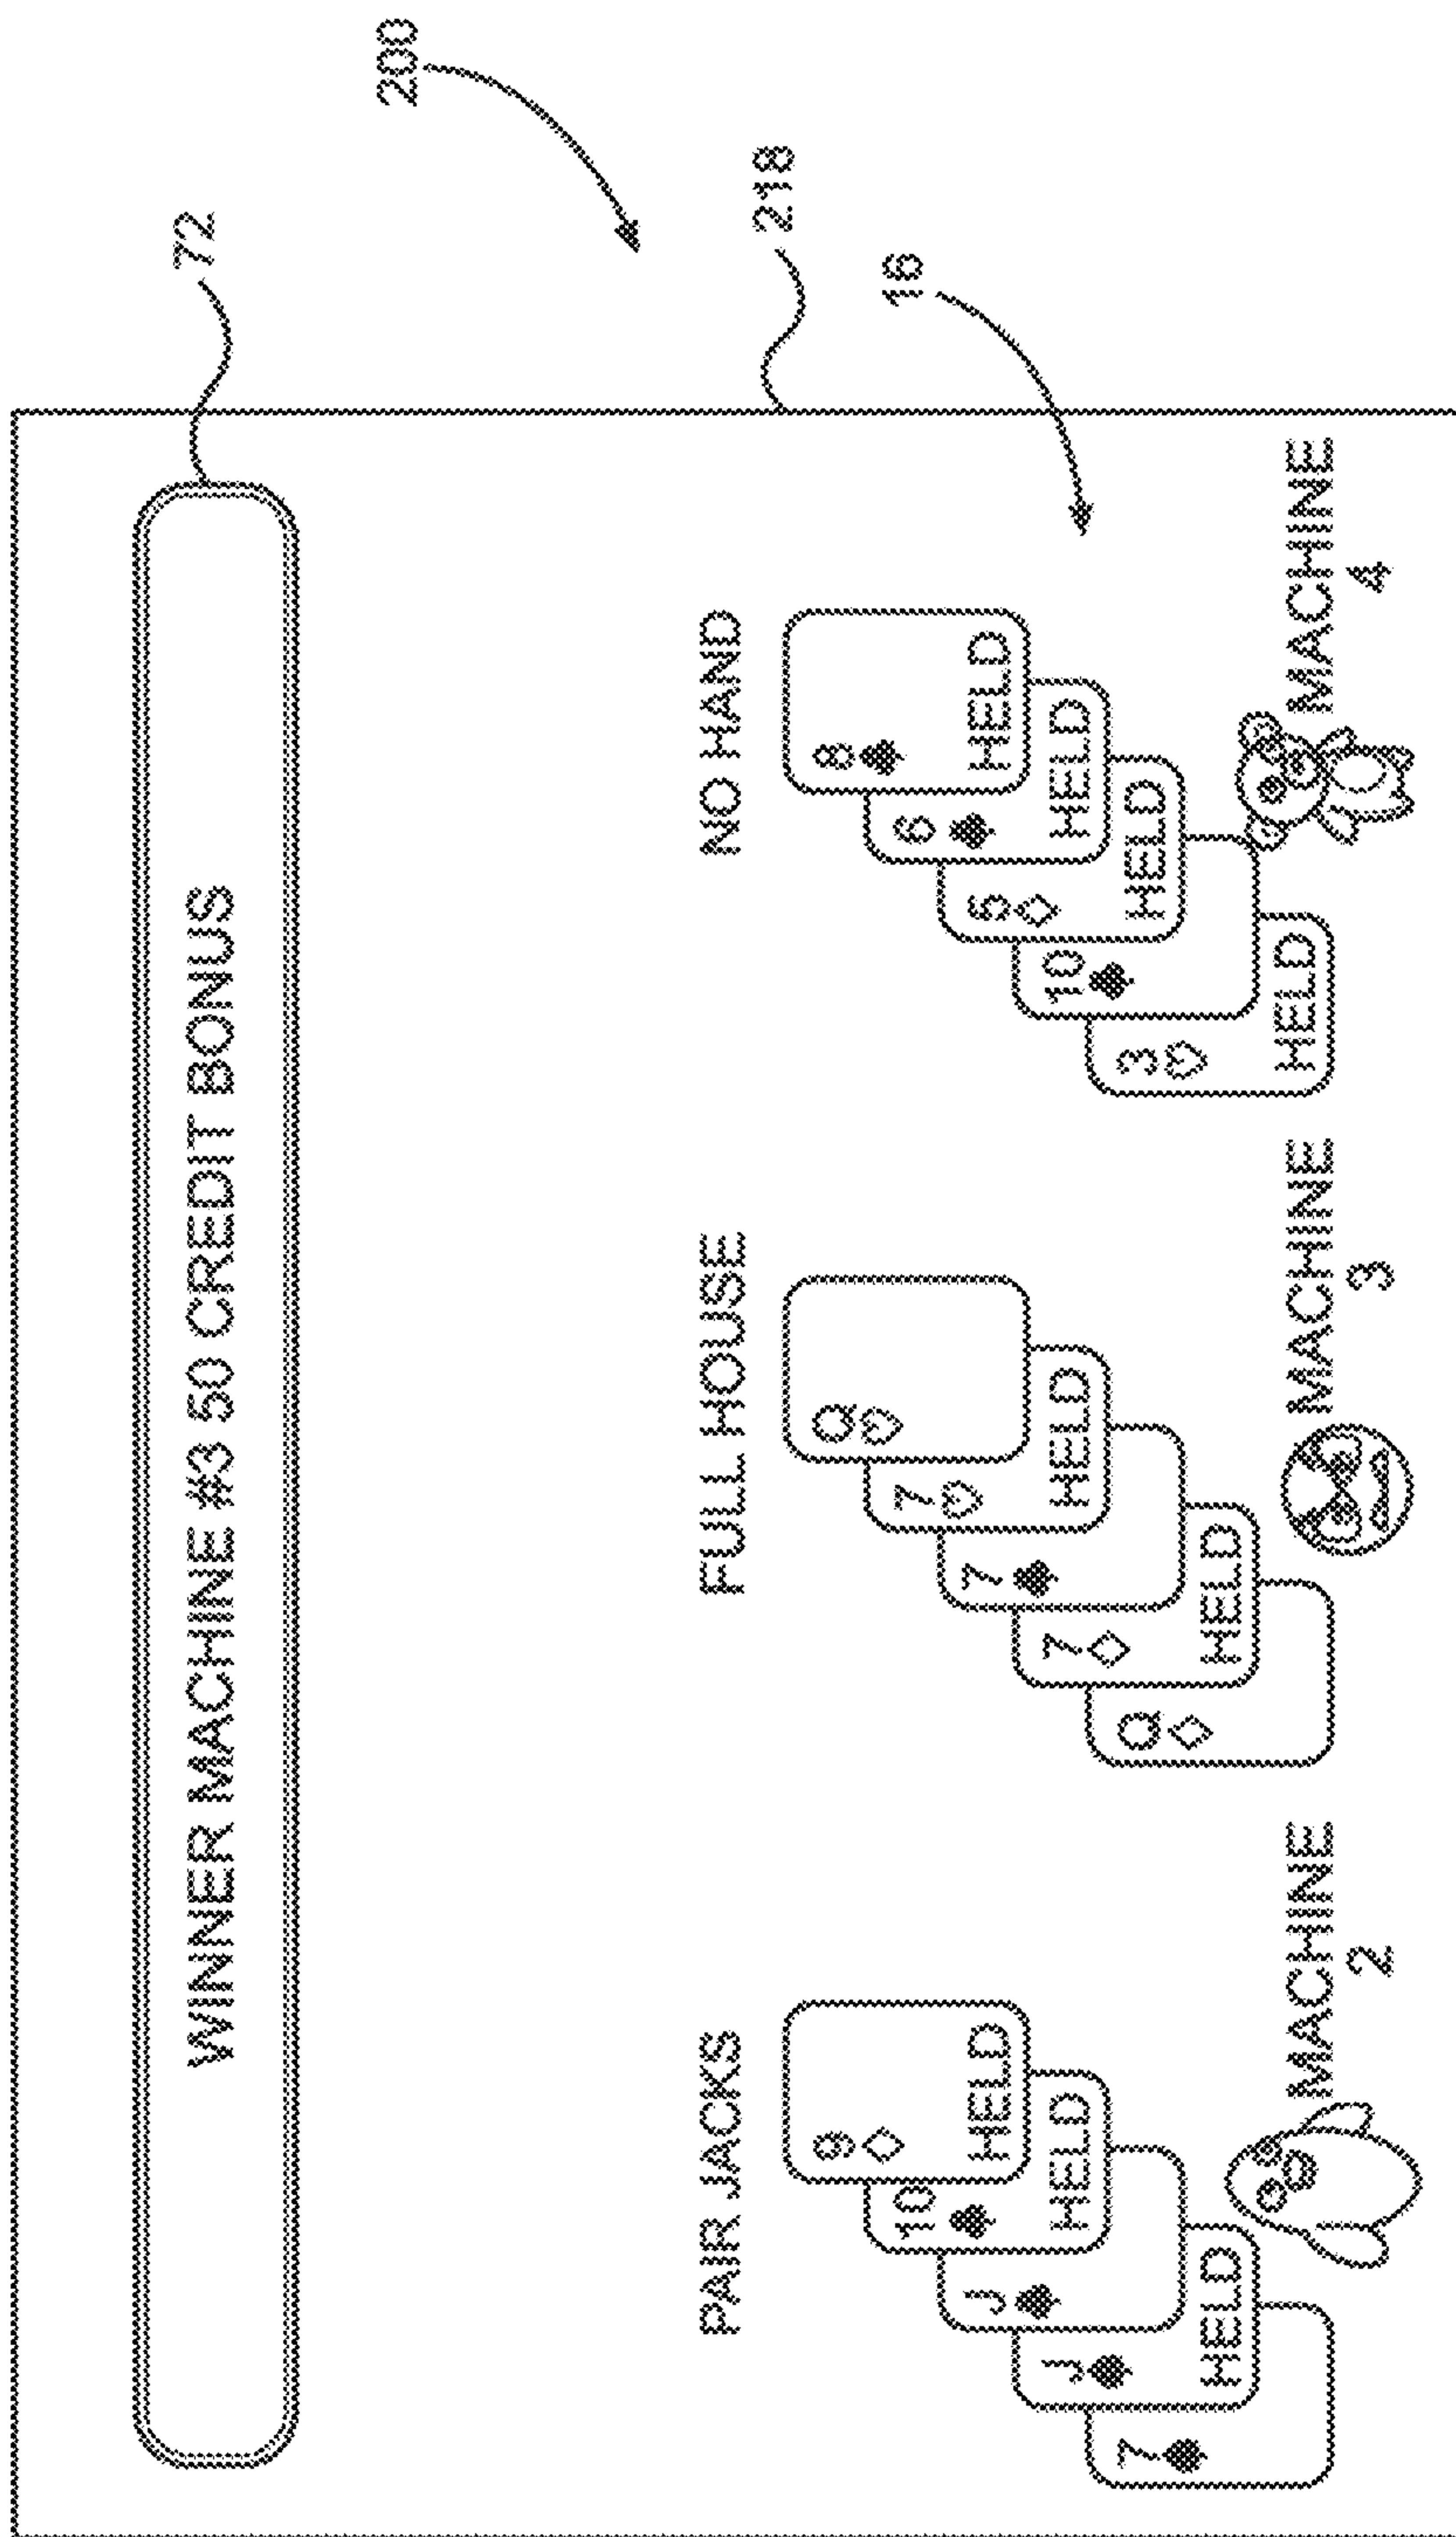 200
72
218
16
WINNER MACHINE #3 50 CREDIT BONUS
PAIR JACKS
7
J
HELD
J
10
HELD
9
HELD
MACHINE
2
FULL HOUSE
Q
7
HELD
7
7
HELD
Q
MACHINE
3
NO HAND
3
HELD
10
5
HELD
6
HELD
8
HELD
MACHINE
4